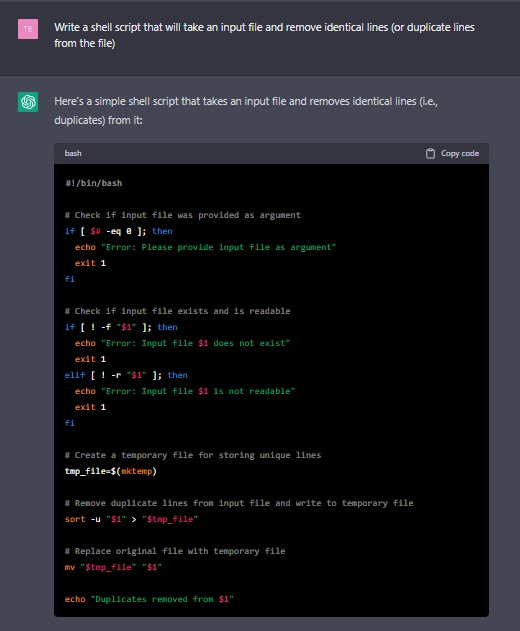 TE
Write a shell script that will take an input file and remove identical lines (or duplicate lines
from the file)
Here's a simple shell script that takes an input file and removes identical lines (i.e.,
duplicates) from it:
bash
Copy code
#!/bin/bash
# Check if input file was provided as argument
if [ $# -eq 0 ]; then
  echo "Error: Please provide input file as argument"
  exit 1
fi
# Check if input file exists and is readable
if [ ! -f "$1" ]; then
  echo "Error: Input file $1 does not exist"
  exit 1
elif [ ! -r "$1" ]; then
  echo "Error: Input file $1 is not readable"
  exit 1
fi
# Create a temporary file for storing unique lines
tmp_file=$(mktemp)
# Remove duplicate lines from input file and write to temporary file
sort -u "$1" > "$tmp_file"
# Replace original file with temporary file
mv "$tmp_file" "$1"
echo "Duplicates removed from $1"